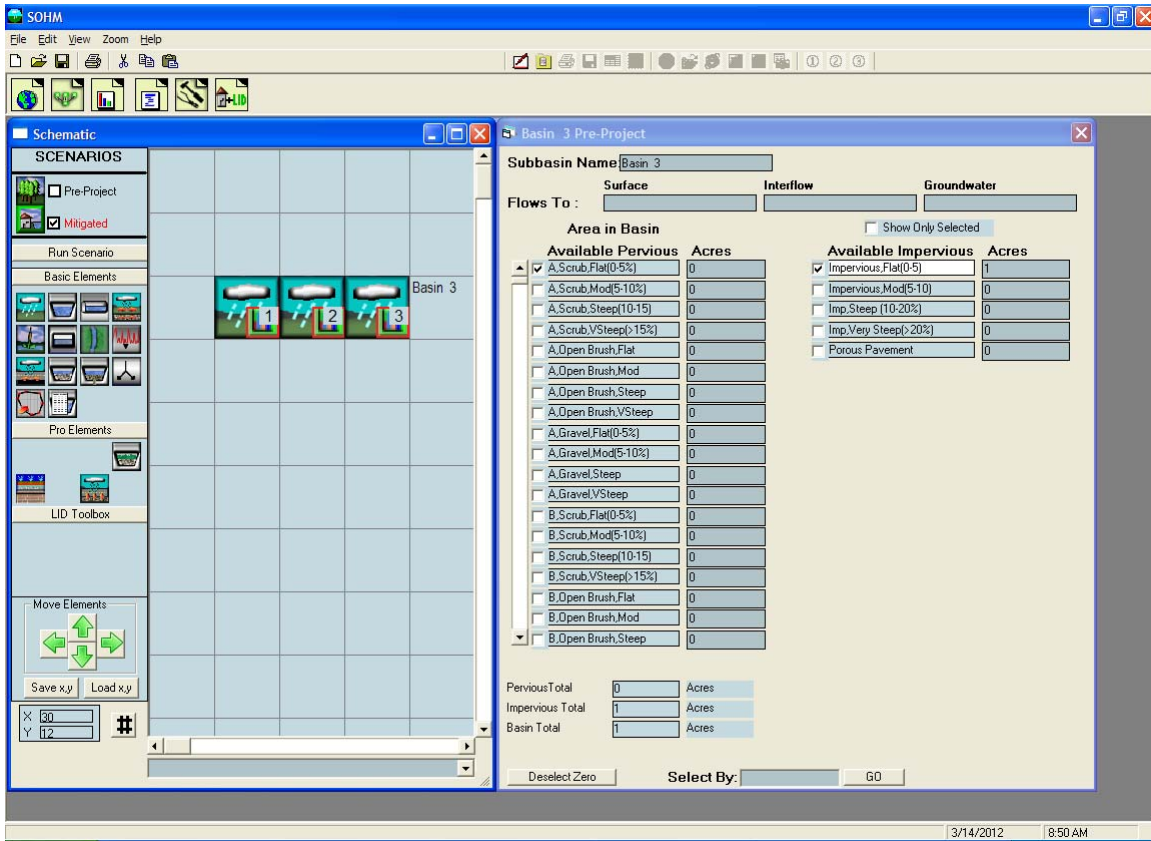 SOHM
File Edit View Zoom Help
① ② ③
+LID
Schematic
SCENARIOS
Pre-Project
Mitigated
Run Scenario
Basic Elements
Pro Elements
LID Toolbox
Move Elements
Save x,y Load x,y
X 30
Y 12
#
1 2 3 Basin 3
Basin 3 Pre-Project
Subbasin Name: Basin 3
Surface Interflow Groundwater
Flows To :
Area in Basin Show Only Selected
Available Pervious Acres Available Impervious Acres
A,Scrub,Flat(0-5%) 0 Impervious,Flat(0-5) 1
A,Scrub,Mod(5-10%) 0 Impervious,Mod(5-10) 0
A,Scrub,Steep(10-15) 0 Imp,Steep (10-20%) 0
A,Scrub,VSteep(>15%) 0 Imp,Very Steep(>20%) 0
A,Open Brush,Flat 0 Porous Pavement 0
A,Open Brush,Mod 0
A,Open Brush,Steep 0
A,Open Brush,VSteep 0
A,Gravel,Flat(0-5%) 0
A,Gravel,Mod(5-10%) 0
A,Gravel,Steep 0
A,Gravel,VSteep 0
B,Scrub,Flat(0-5%) 0
B,Scrub,Mod(5-10%) 0
B,Scrub,Steep(10-15) 0
B,Scrub,VSteep(>15%) 0
B,Open Brush,Flat 0
B,Open Brush,Mod 0
B,Open Brush,Steep 0
PerviousTotal 0 Acres
Impervious Total 1 Acres
Basin Total 1 Acres
Deselect Zero Select By: GO
3/14/2012 8:50 AM